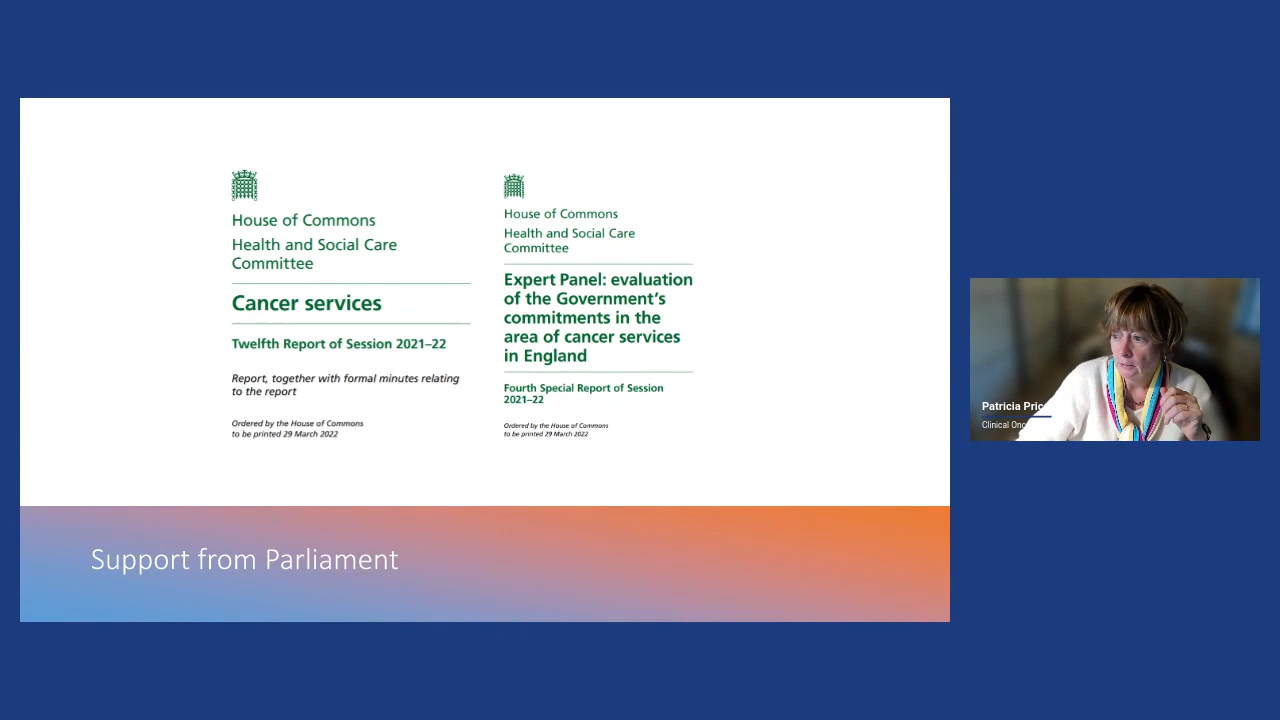 House of Commons
Health and Social Care
Committee
Cancer services
Twelfth Report of Session 2021–22
Report, together with formal minutes relating
to the report
Ordered by the House of Commons
to be printed 29 March 2022
House of Commons
Health and Social Care
Committee
Expert Panel: evaluation
of the Government’s
commitments in the
area of cancer services
in England
Fourth Special Report of Session
2021–22
Ordered by the House of Commons
to be printed 29 March 2022
Support from Parliament
Patricia
Clinical